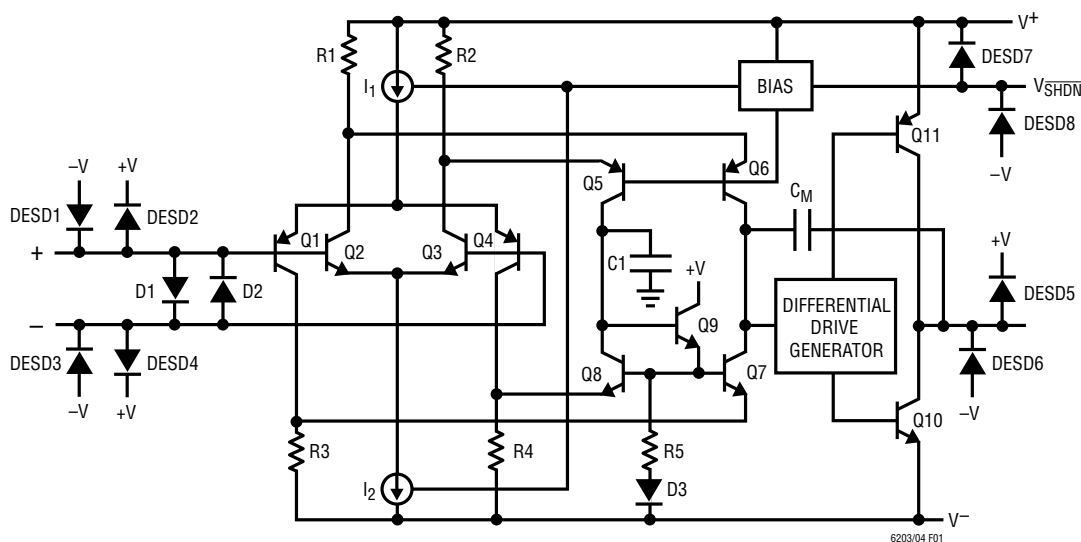 V+
R1
R2
I1
BIAS
DESD7
VSHDN
DESD8
–V
Q11
–V
+V
DESD1
DESD2
Q5
Q6
CM
+
Q1
Q2
Q3
Q4
C1
+V
+V
D1
D2
DESD5
–
DESD3
DESD4
Q9
DIFFERENTIAL
DRIVE
GENERATOR
–V
+V
Q8
Q7
DESD6
–V
Q10
R3
R4
R5
I2
D3
V–
6203/04 F01